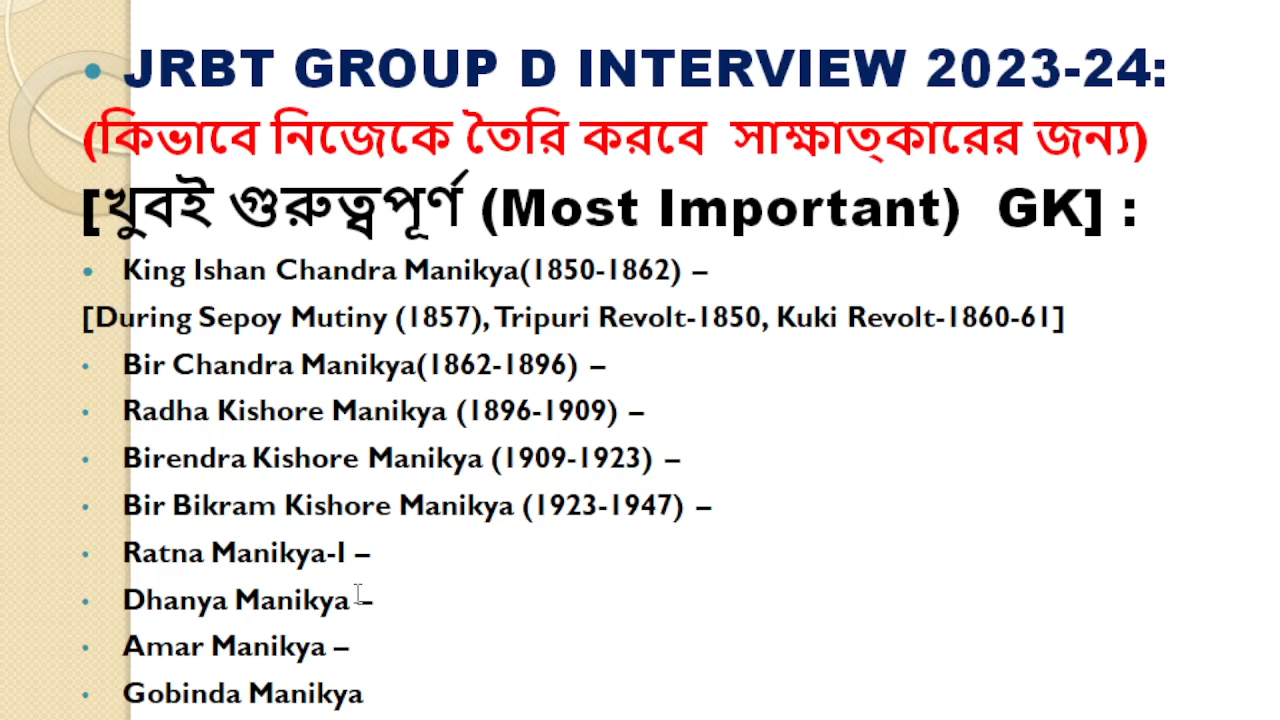 • JRBT GROUP D INTERVIEW 2023-24:
(কিভাবে নিজেকে তৈরি করবে সাক্ষাত্কারের জন্য)
[খুবই গুরুত্বপূর্ণ (Most Important) GK] :
• King Ishan Chandra Manikya(1850-1862) –
[During Sepoy Mutiny (1857), Tripuri Revolt-1850, Kuki Revolt-1860-61]
• Bir Chandra Manikya(1862-1896) –
• Radha Kishore Manikya (1896-1909) –
• Birendra Kishore Manikya (1909-1923) –
• Bir Bikram Kishore Manikya (1923-1947) –
• Ratna Manikya-I –
• Dhanya Manikya –
• Amar Manikya –
• Gobinda Manikya